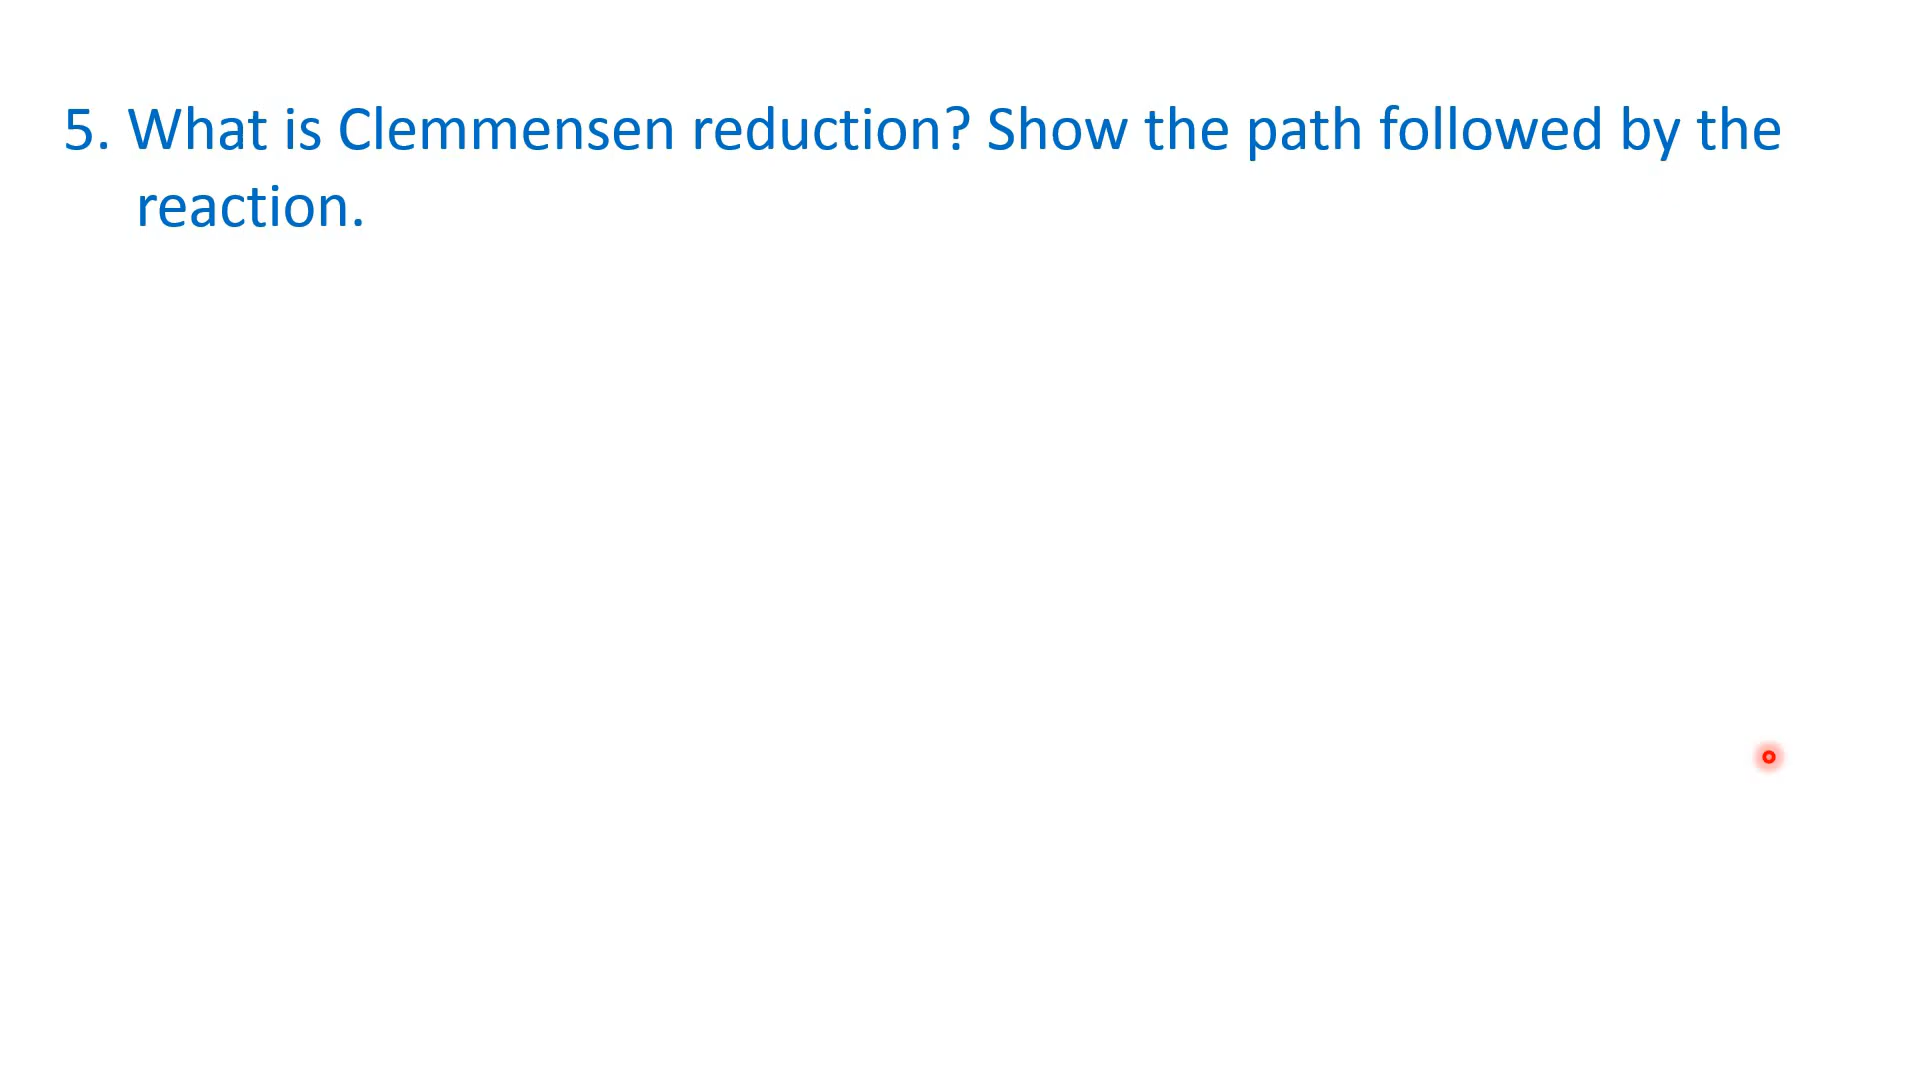 5. What is Clemmensen reduction? Show the path followed by the
reaction.